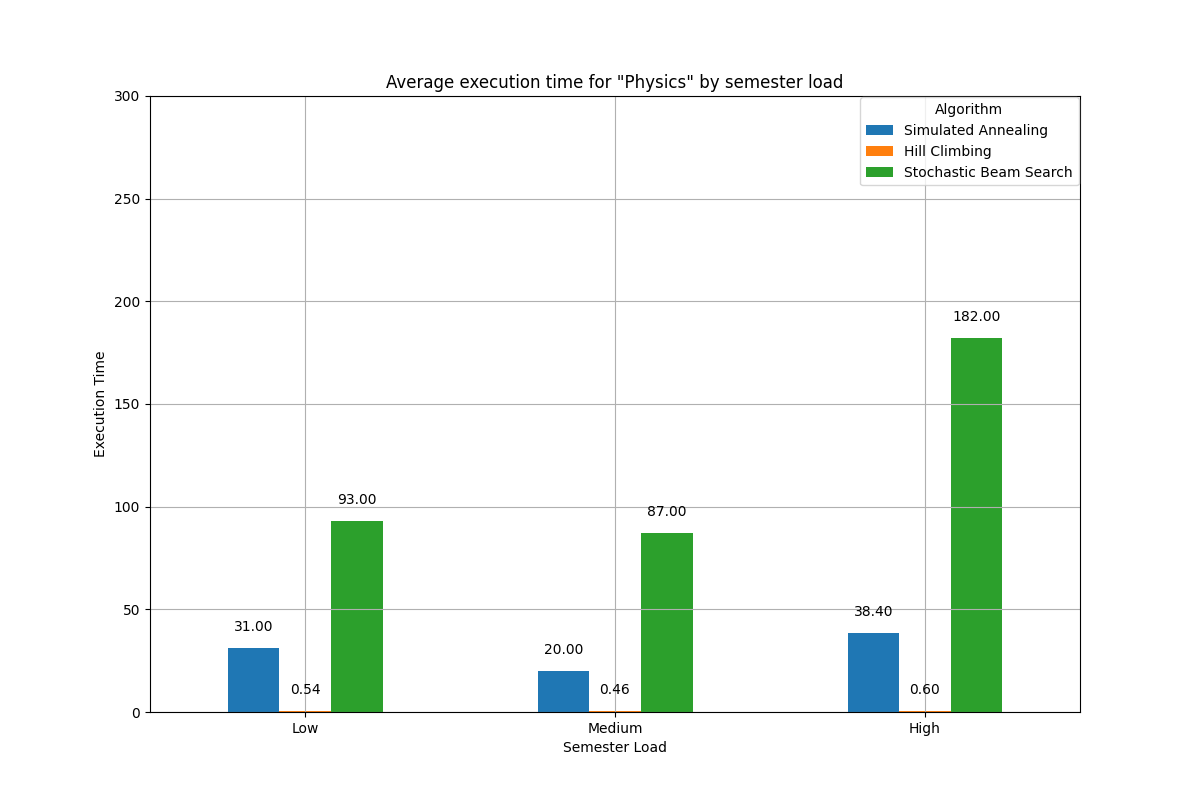 Average execution time for "Physics" by semester load
300
250
200
150
100
50
0
Execution Time
Algorithm
Simulated Annealing
Hill Climbing
Stochastic Beam Search
31.00
0.54
93.00
20.00
0.46
87.00
38.40
0.60
182.00
Low
Medium
High
Semester Load